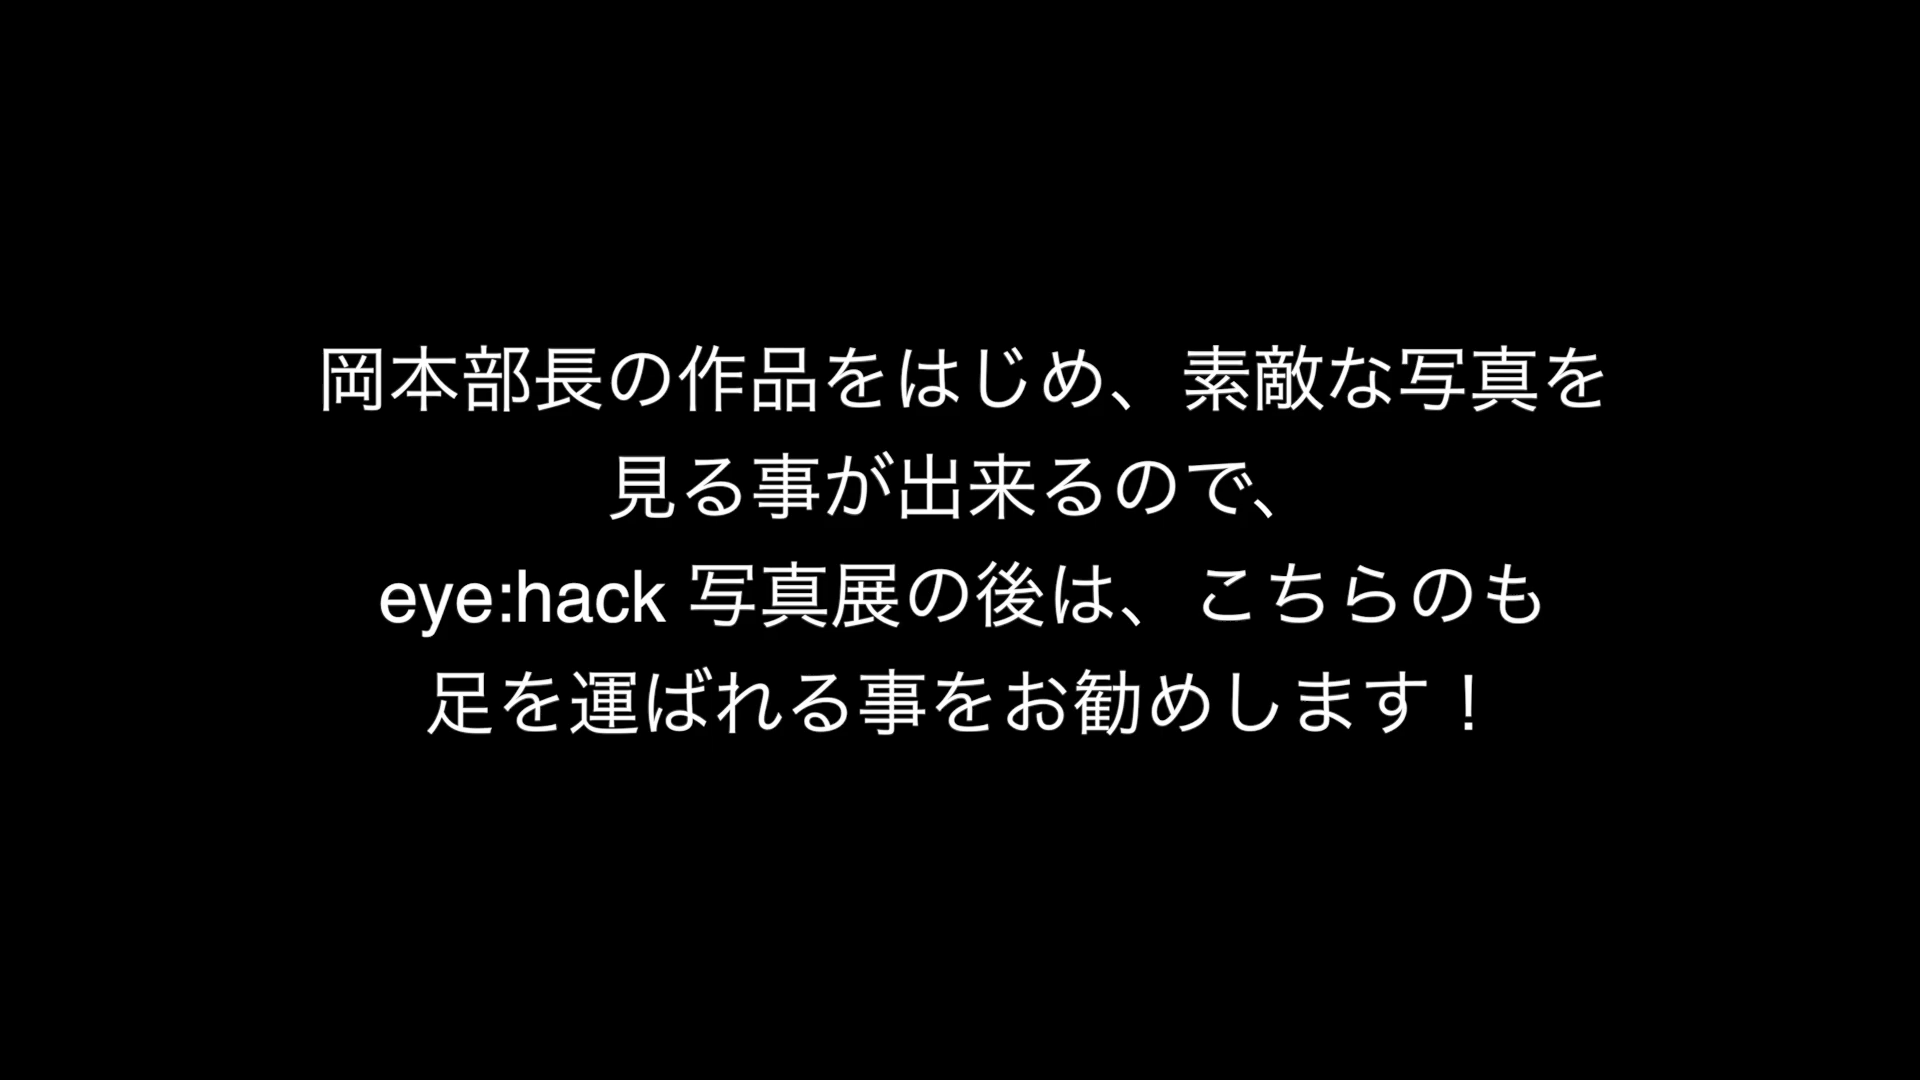 岡本部長の作品をはじめ、素敵な写真を
見る事が出来るので、
eye:hack 写真展の後は、こちらのも
足を運ばれる事をお勧めします！